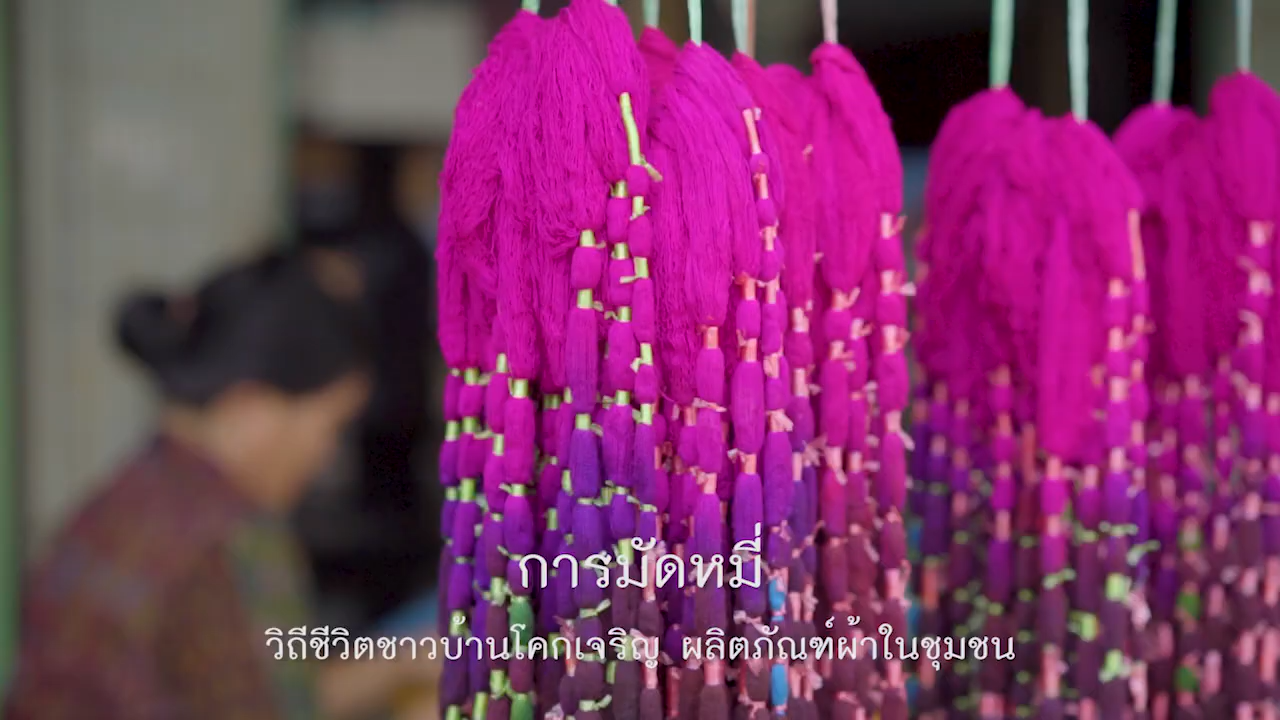 การมัดหมี่
วิถีชีวิตชาวบ้านโคกเจริญ ผลิตภัณฑ์ผ้าในชุมชน